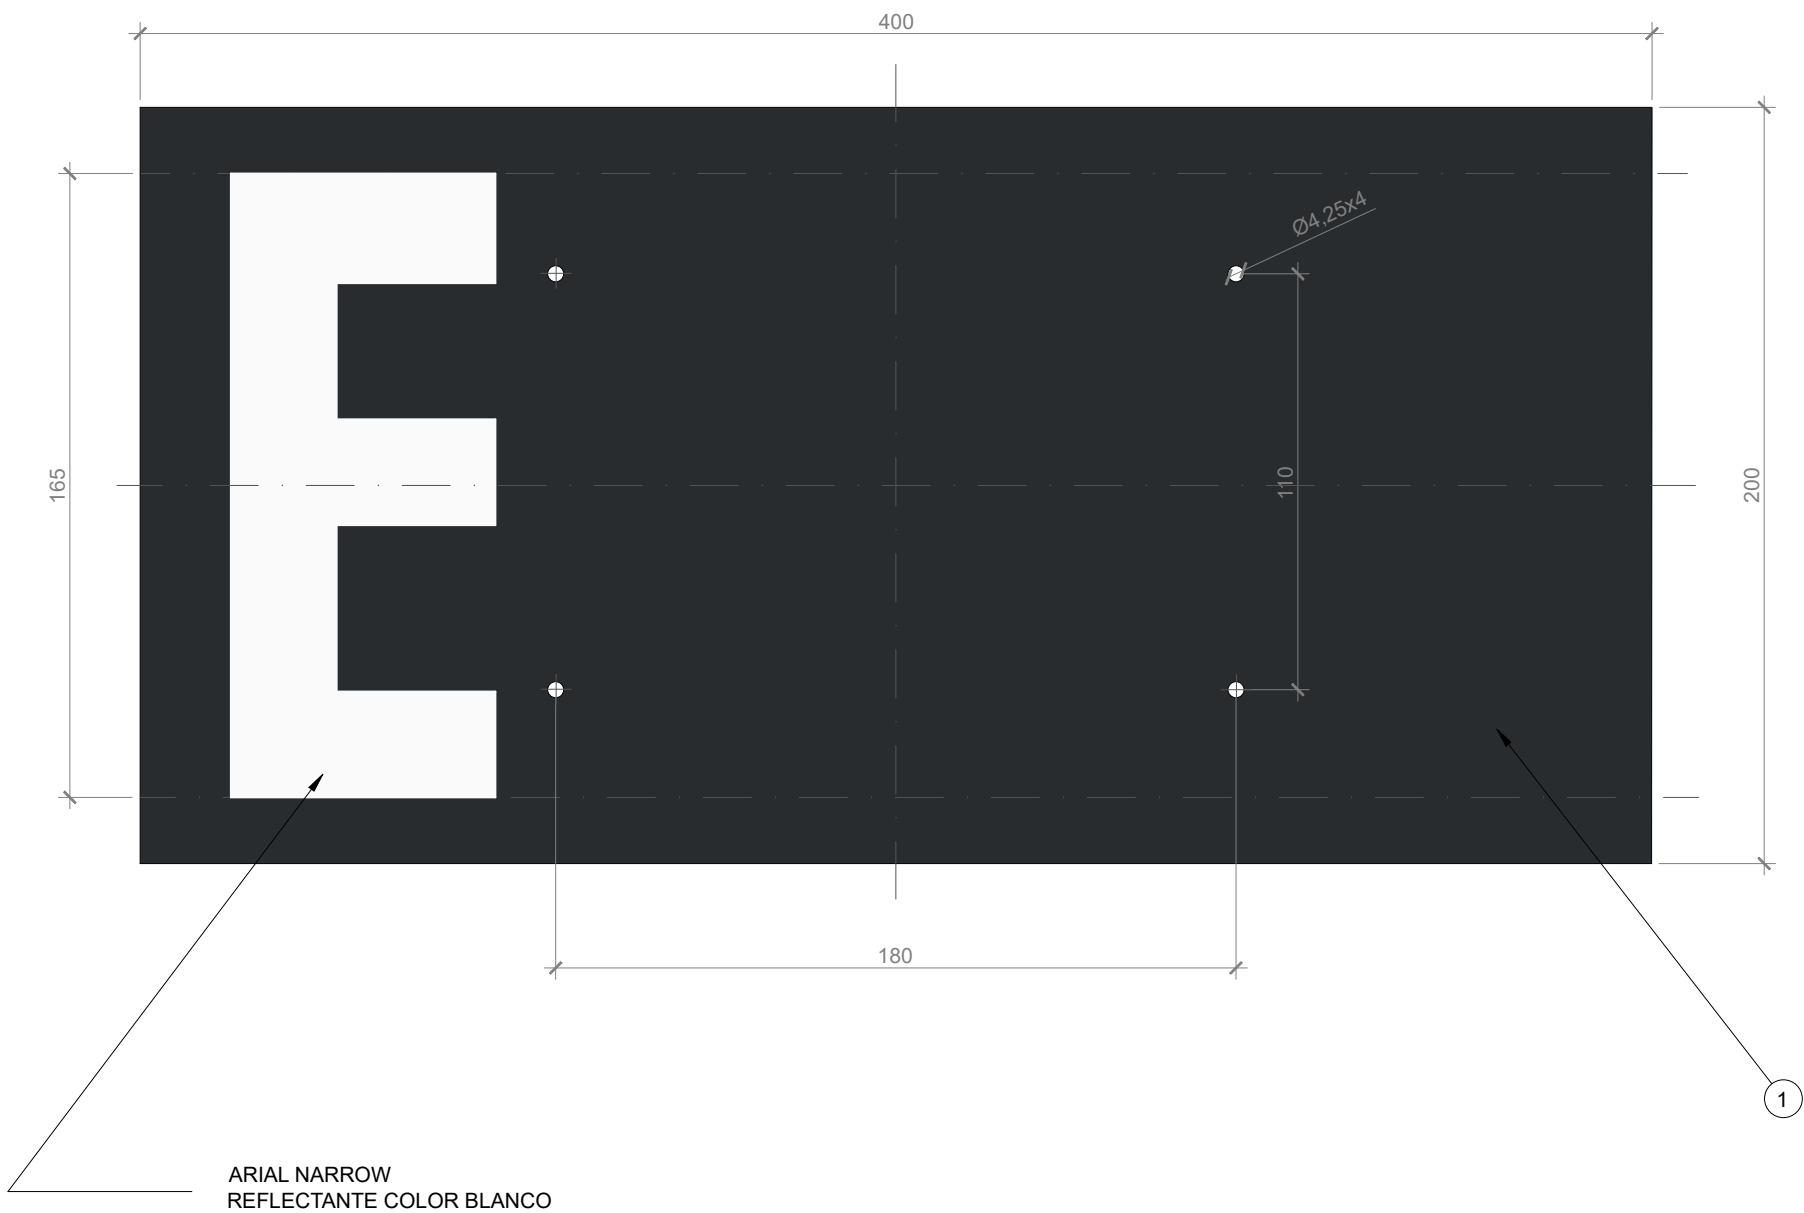 400
E
Ø4,25x4
165
110
200
180
1
ARIAL NARROW
REFLECTANTE COLOR BLANCO